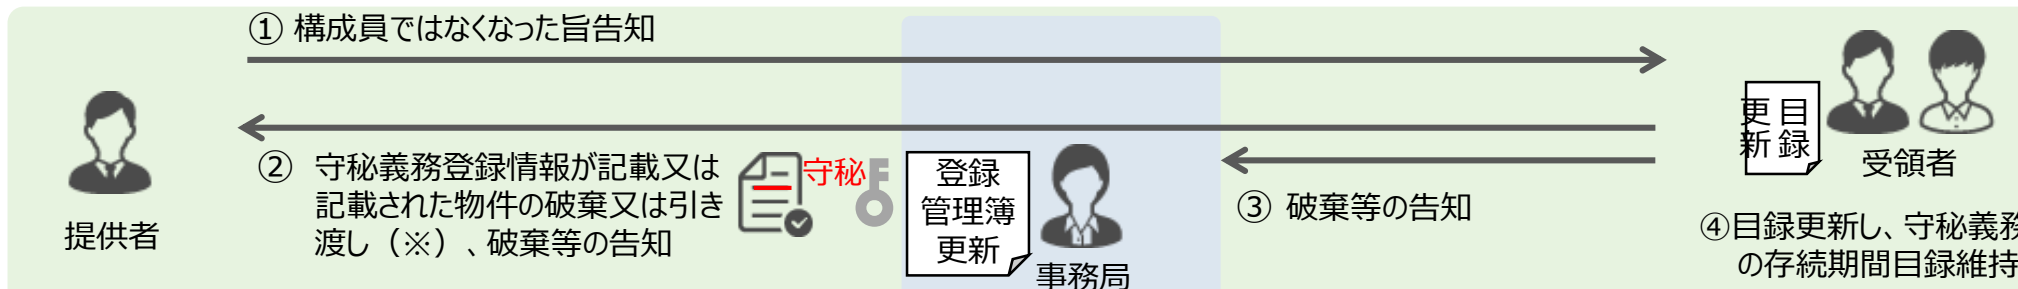 ① 構成員ではなくなった旨告知
提供者
② 守秘義務登録情報が記載又は
記載された物件の破棄又は引き
渡し（※）、破棄等の告知
守秘
登録
管理簿
更新
事務局
③ 破棄等の告知
目録
更新
受領者
④目録更新し、守秘義務
の存続期間目録維持